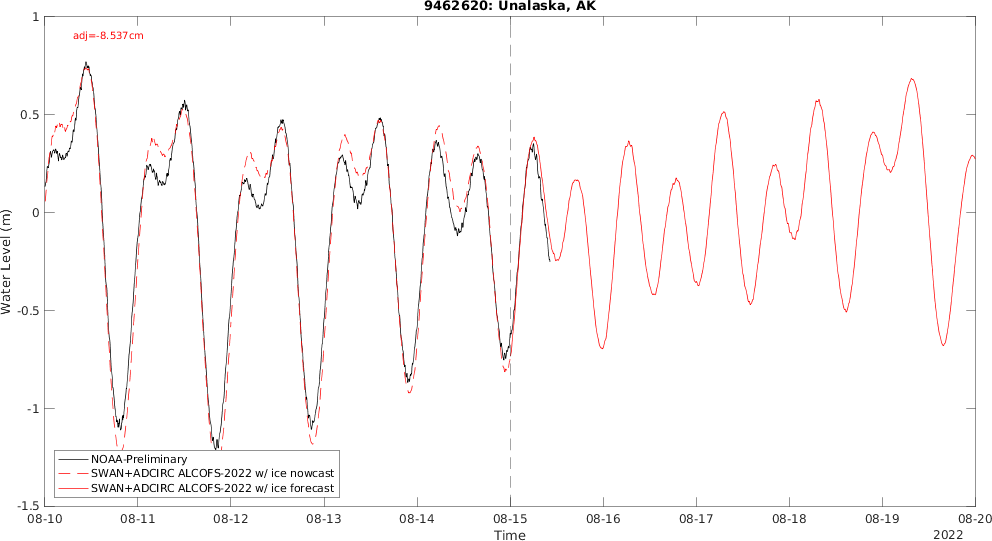 9462620: Unalaska, AK
adj=-8.537cm
1
0.5
0
-0.5
-1
-1.5
Water Level (m)
NOAA-Preliminary
SWAN+ADCIRC ALCOFS-2022 w/ ice nowcast
SWAN+ADCIRC ALCOFS-2022 w/ ice forecast
08-10 08-11 08-12 08-13 08-14 08-15 08-16 08-17 08-18 08-19 08-20
Time
2022